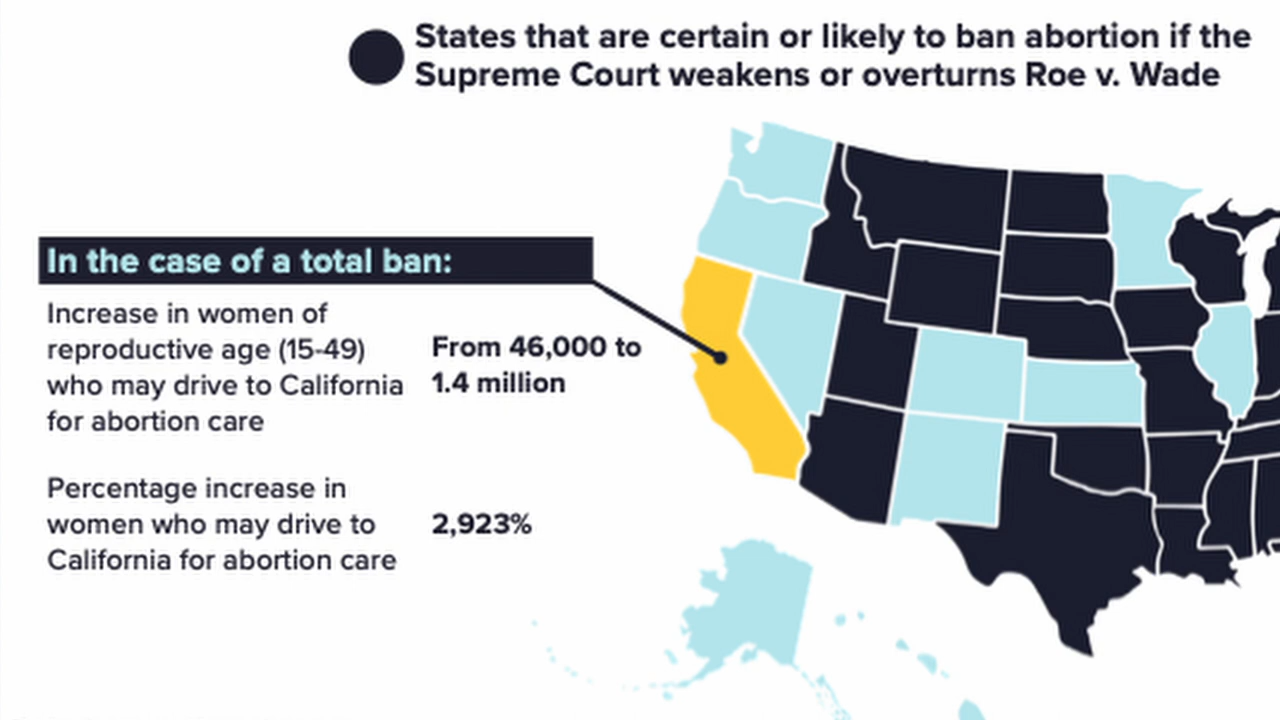 States that are certain or likely to ban abortion if the
Supreme Court weakens or overturns Roe v. Wade
In the case of a total ban:
Increase in women of
reproductive age (15-49)
who may drive to California
for abortion care
From 46,000 to
1.4 million
Percentage increase in
women who may drive to
California for abortion care
2,923%